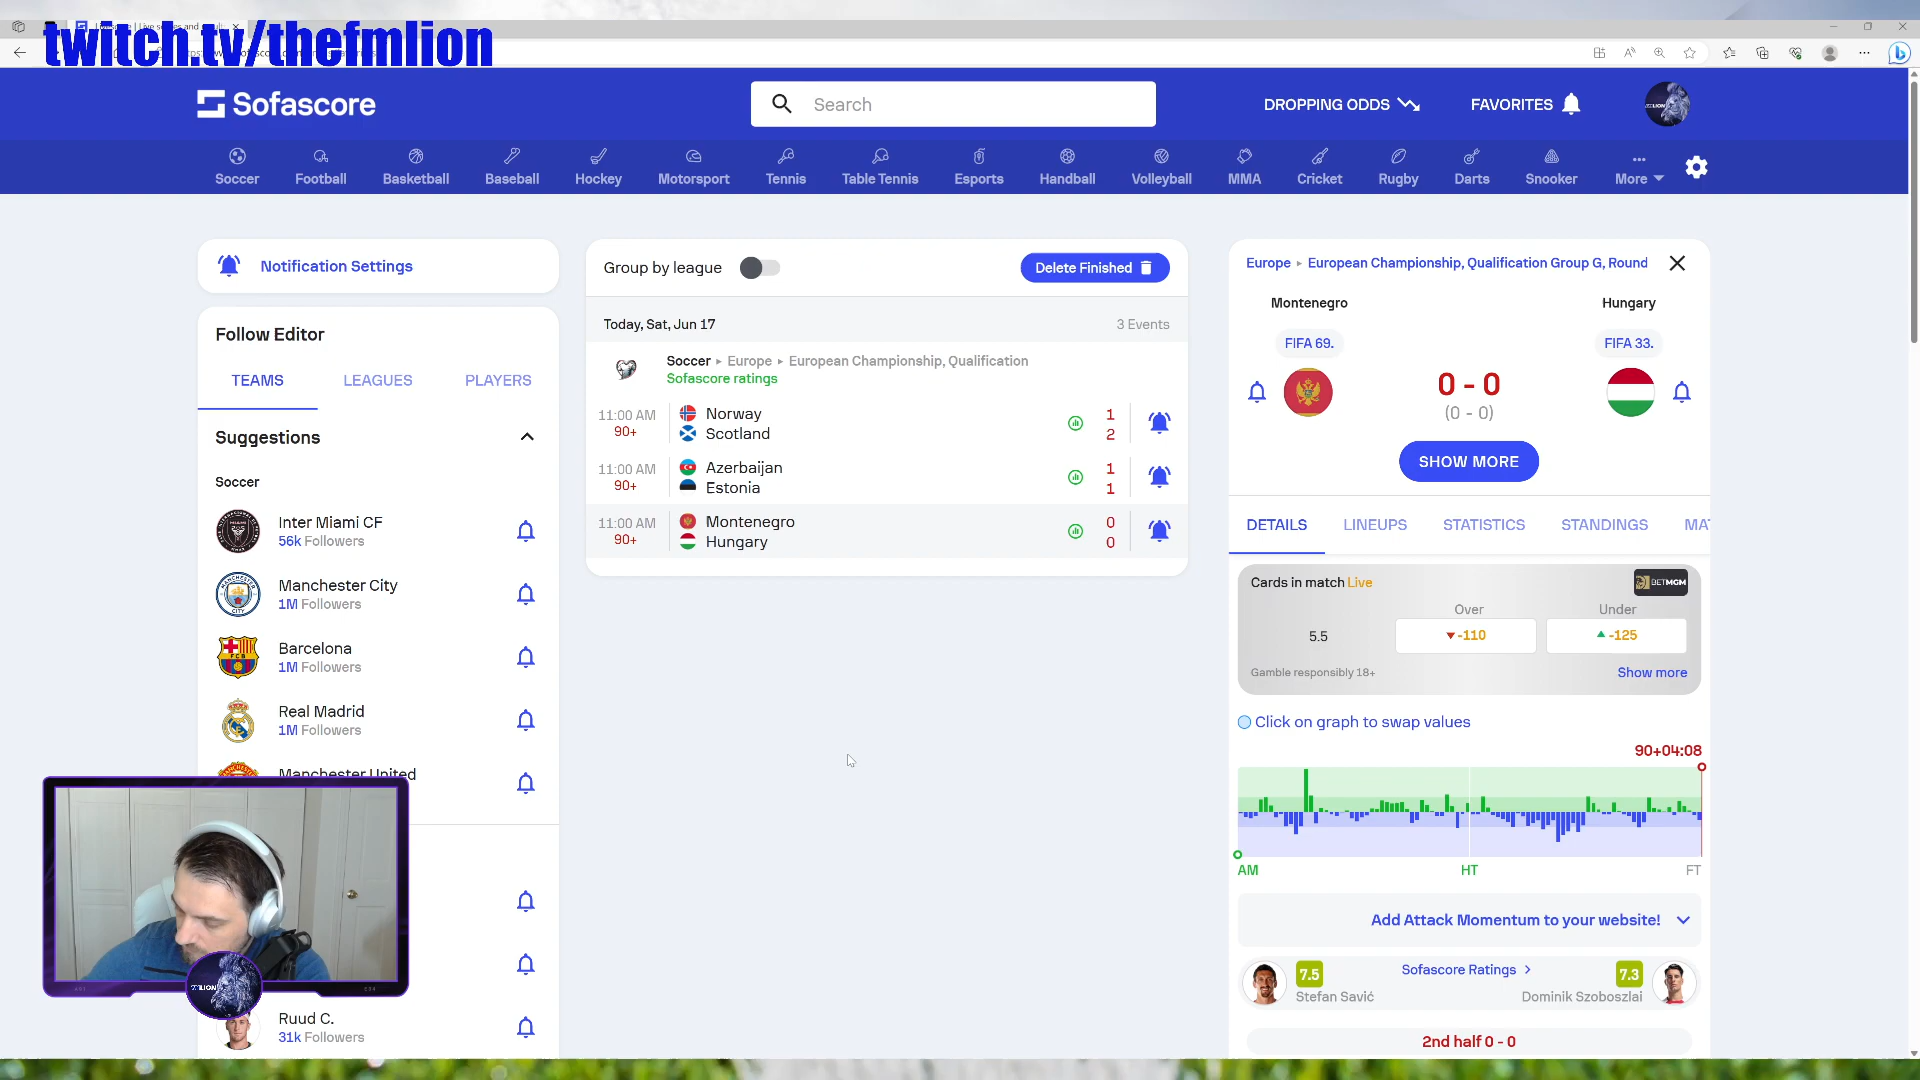 twitch.tv/thefmlion
Sofascore
Search
DROPPING ODDS
FAVORITES
Soccer
Football
Basketball
Baseball
Hockey
Motorsport
Tennis
Table Tennis
Esports
Handball
Volleyball
MMA
Cricket
Rugby
Darts
Snooker
More
Notification Settings
Follow Editor
TEAMS LEAGUES PLAYERS
Suggestions
Soccer
Inter Miami CF
56k Followers
Manchester City
1M Followers
Barcelona
1M Followers
Real Madrid
1M Followers
Manchester United
Ruud C.
31k Followers
Group by league
Delete Finished
Today, Sat, Jun 17 3 Events
Soccer Europe European Championship, Qualification
Sofascore ratings
11:00 AM Norway 1
90+ Scotland 2
11:00 AM Azerbaijan 1
90+ Estonia 1
11:00 AM Montenegro 0
90+ Hungary 0
Europe European Championship, Qualification Group G, Round
Montenegro Hungary
FIFA 69. FIFA 33.
0 - 0
(0 - 0)
SHOW MORE
DETAILS LINEUPS STATISTICS STANDINGS MAT
Cards in match Live BETMGM
Over Under
5.5 -110 -125
Gamble responsibly 18+ Show more
Click on graph to swap values
90+04:08
AM HT FT
Add Attack Momentum to your website!
7.5 Sofascore Ratings 7.3
Stefan Savić Dominik Szoboszlai
2nd half 0 - 0